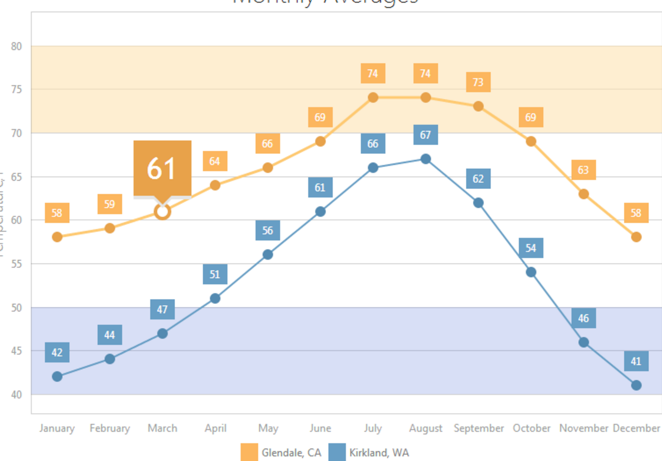 Monthly Averages
80
75
70
65
60
55
50
45
40
Temperature, F
58 59 61 64 66 69 74 74 73 69 63 58
42 44 47 51 56 61 66 67 62 54 46 41
January February March April May June July August September October November December
Glendale, CA Kirkland, WA